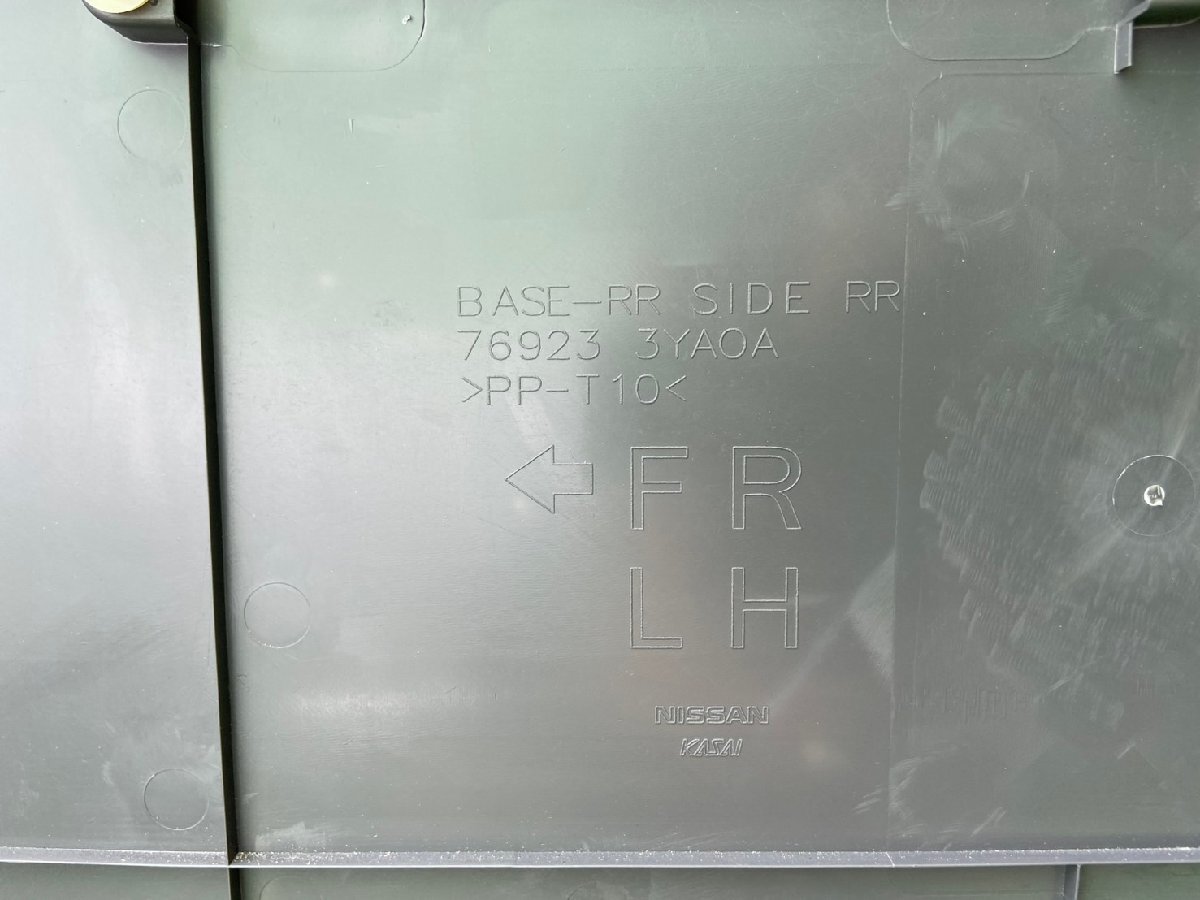 BASE-RR SIDE RR
76923 3YA0A
>PP-T10<
FR
LH
NISSAN
KASAI